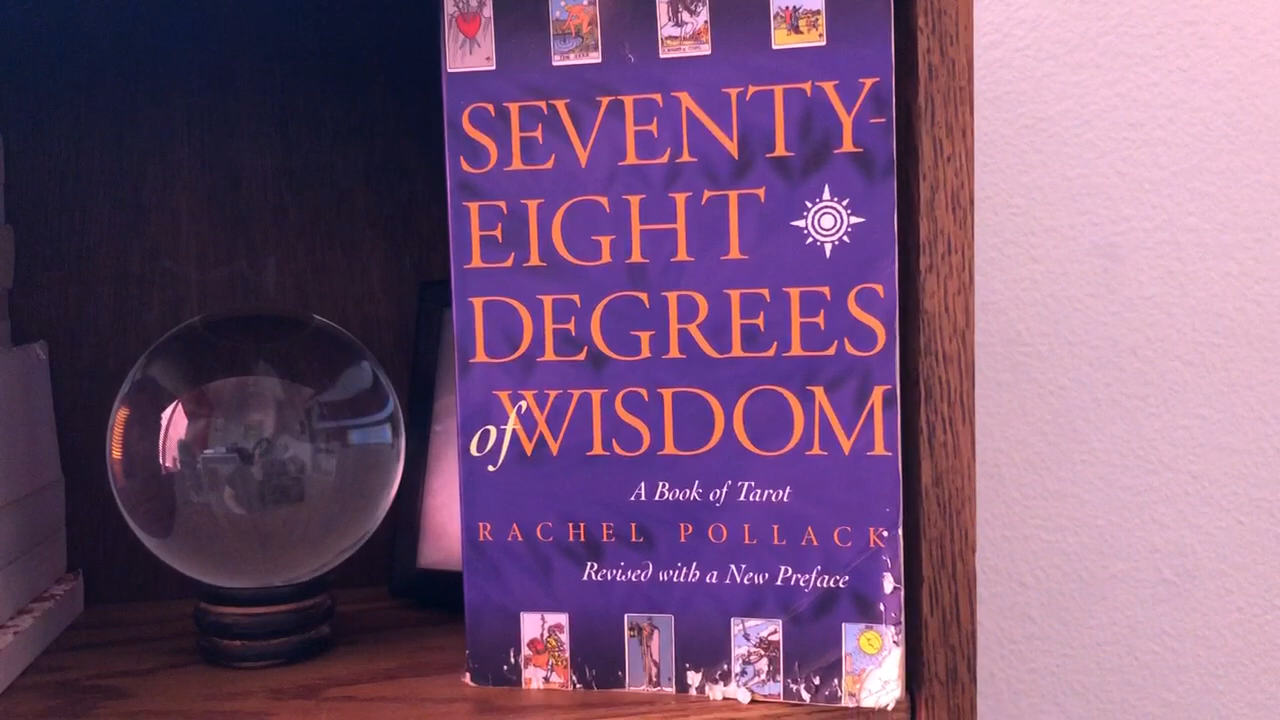 SEVENTY-
EIGHT
DEGREES
of WISDOM
A Book of Tarot
RACHEL POLLACK
Revised with a New Preface